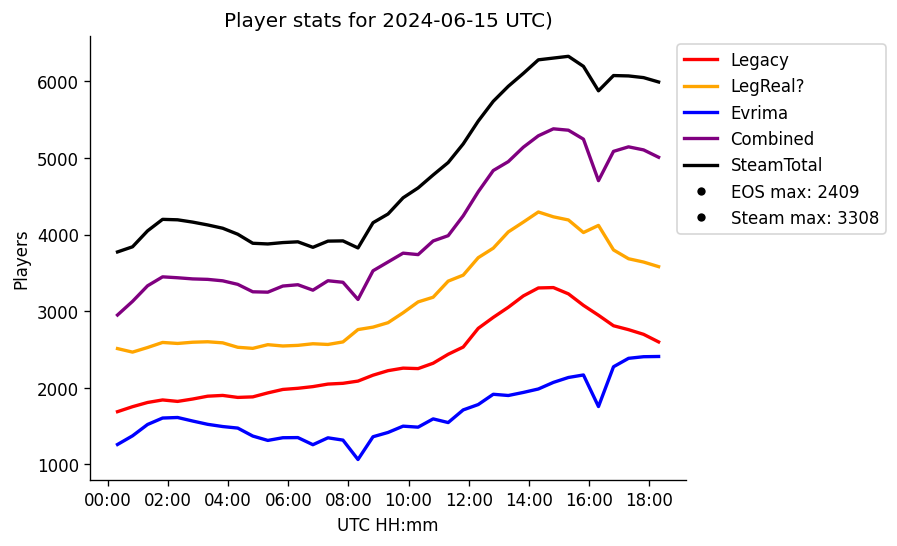 Player stats for 2024-06-15 UTC)
Legacy
LegReal?
Evrima
Combined
SteamTotal
EOS max: 2409
Steam max: 3308
Players
6000
5000
4000
3000
2000
1000
00:00 02:00 04:00 06:00 08:00 10:00 12:00 14:00 16:00 18:00
UTC HH:mm